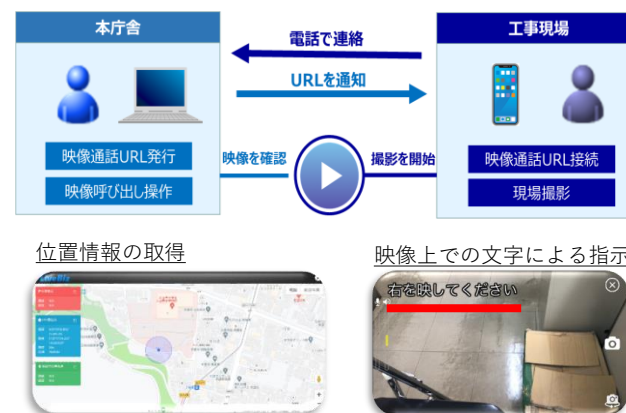 本庁舎
工事現場
電話で連絡
URLを通知
映像通話URL発行
映像呼び出し操作
映像を確認
撮影を開始
映像通話URL接続
現場撮影
位置情報の取得
映像上での文字による指示
右を映してください